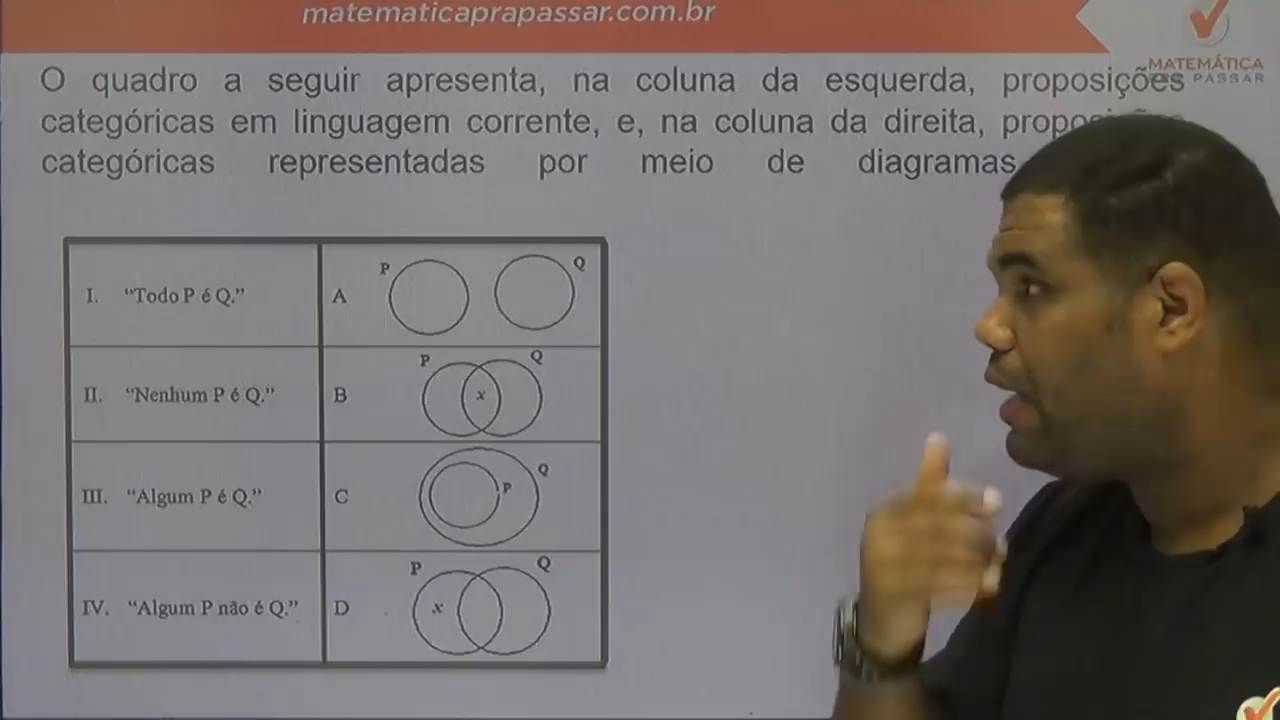 matematicaprapassar.com.br
MATEMÁTICA
PASSAR
O quadro a seguir apresenta, na coluna da esquerda, proposições
categóricas em linguagem corrente, e, na coluna da direita,
categóricas representadas por meio de diagramas
I. “Todo P é Q.” A P Q
II. “Nenhum P é Q.” B P Q x
III. “Algum P é Q.” C Q P
IV. “Algum P não é Q.” D P Q x